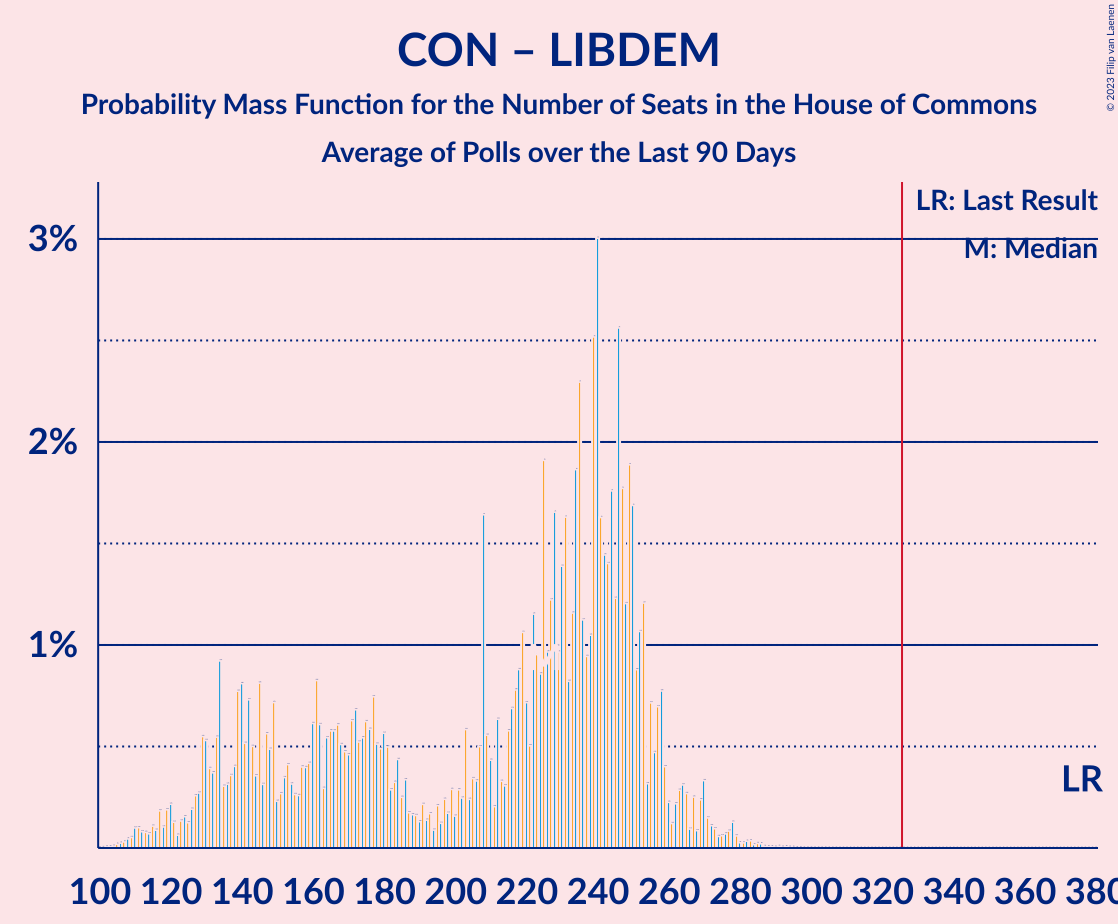 CON – LIBDEM
Probability Mass Function for the Number of Seats in the House of Commons
Average of Polls over the Last 90 Days
© 2023 Filip van Laenen
LR: Last Result
M: Median
3%
2%
1%
LR
100 120 140 160 180 200 220 240 260 280 300 320 340 360 380